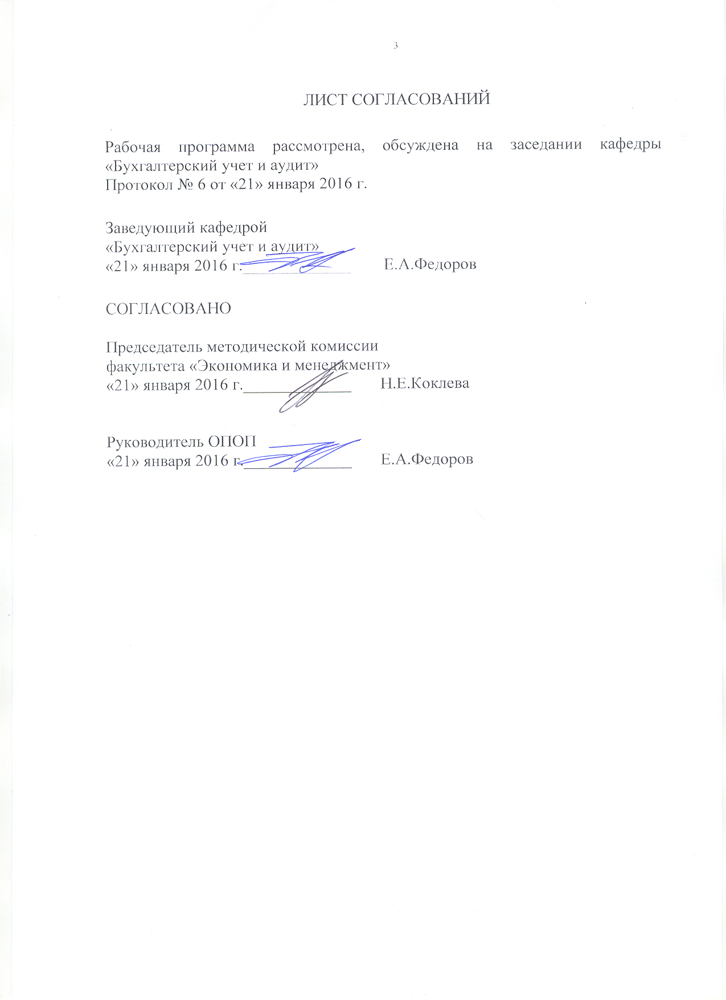 3
ЛИСТ СОГЛАСОВАНИЙ
Рабочая программа рассмотрена, обсуждена на заседании кафедры
«Бухгалтерский учет и аудит»
Протокол № 6 от «21» января 2016 г.
Заведующий кафедрой
«Бухгалтерский учет и аудит»
«21» января 2016 г. Е.А.Федоров
СОГЛАСОВАНО
Председатель методической комиссии
факультета «Экономика и менеджмент»
«21» января 2016 г. Н.Е.Коклева
Руководитель ОПОП
«21» января 2016 г. Е.А.Федоров